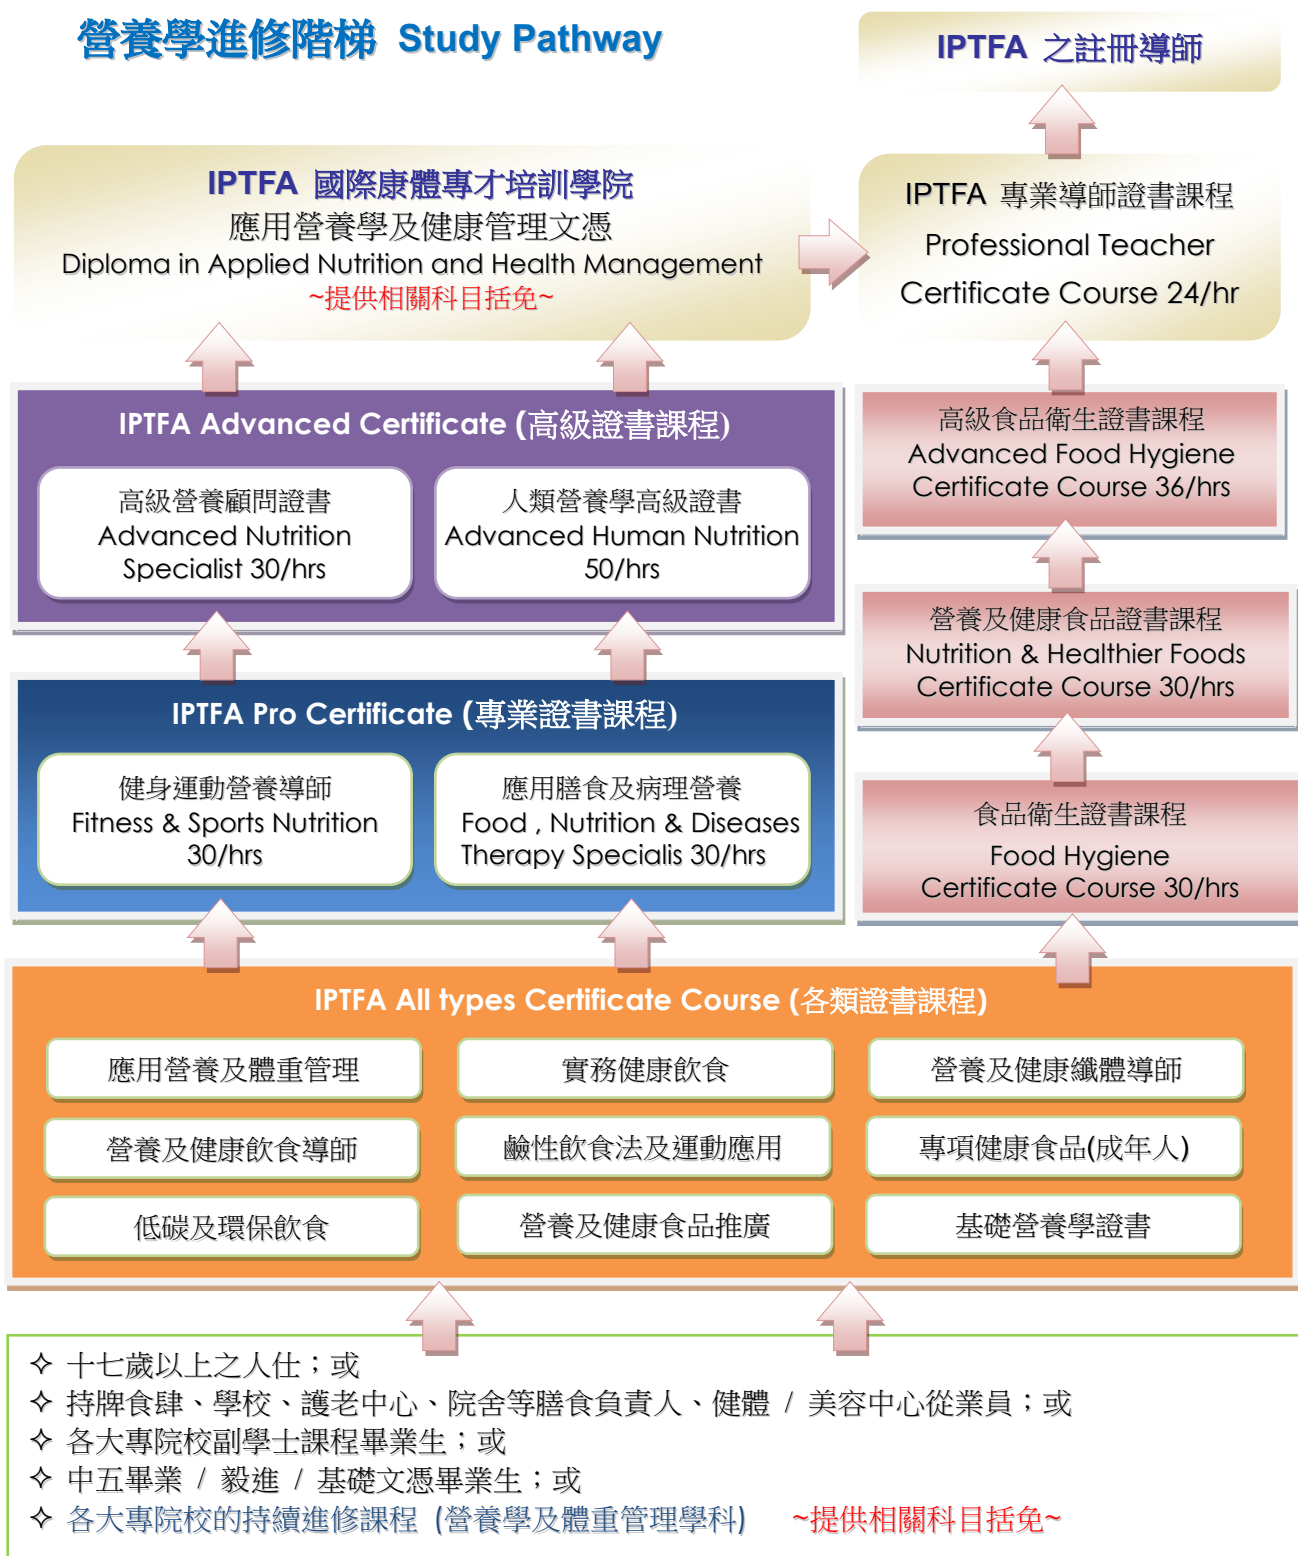 營養學進修階梯 Study Pathway
IPTFA 之註冊導師
IPTFA 國際康體專才培訓學院
應用營養學及健康管理文憑
Diploma in Applied Nutrition and Health Management
~提供相關科目括免~
IPTFA 專業導師證書課程
Professional Teacher
Certificate Course 24/hr
IPTFA Advanced Certificate (高級證書課程)
高級營養顧問證書
Advanced Nutrition
Specialist 30/hrs
人類營養學高級證書
Advanced Human Nutrition
50/hrs
高級食品衛生證書課程
Advanced Food Hygiene
Certificate Course 36/hrs
營養及健康食品證書課程
Nutrition & Healthier Foods
Certificate Course 30/hrs
IPTFA Pro Certificate (專業證書課程)
健身運動營養導師
Fitness & Sports Nutrition
30/hrs
應用膳食及病理營養
Food , Nutrition & Diseases
Therapy Specialis 30/hrs
食品衛生證書課程
Food Hygiene
Certificate Course 30/hrs
IPTFA All types Certificate Course (各類證書課程)
應用營養及體重管理
實務健康飲食
營養及健康纖體導師
營養及健康飲食導師
鹼性飲食法及運動應用
專項健康食品(成年人)
低碳及環保飲食
營養及健康食品推廣
基礎營養學證書
✧ 十七歲以上之人仕；或
✧ 持牌食肆、學校、護老中心、院舍等膳食負責人、健體 / 美容中心從業員；或
✧ 各大專院校副學士課程畢業生；或
✧ 中五畢業 / 毅進 / 基礎文憑畢業生；或
✧ 各大專院校的持續進修課程 (營養學及體重管理學科) ~提供相關科目括免~